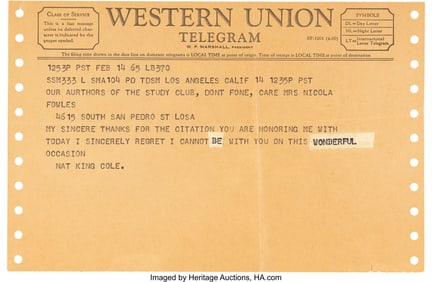 CLASS OF SERVICE
This is a fast message
unless its deferred char-
acter is indicated by the
proper symbol.
WESTERN UNION
TELEGRAM
W. P. MARSHALL, PRESIDENT
SYMBOLS
DL=Day Letter
NL=Night Letter
LT=International
Letter Telegram
The filing time shown in the date line on domestic telegrams is LOCAL TIME at point of origin. Time of receipt is LOCAL TIME at point of destination
1253P PST FEB 14 65 LB370
SSM333 L SMA104 PD TDSM LOS ANGELES CALIF 14 1235P PST
OUR AURTHORS OF THE STUDY CLUB, DONT FONE, CARE MRS NICOLA
FOWLES
4615 SOUTH SAN PEDRO ST LOSA
MY SINCERE THANKS FOR THE CITATION YOU ARE HONORING ME WITH
TODAY I SINCERELY REGRET I CANNOT BE WITH YOU ON THIS WONDERFUL
OCCASION
NAT KING COLE.
Imaged by Heritage Auctions, HA.com